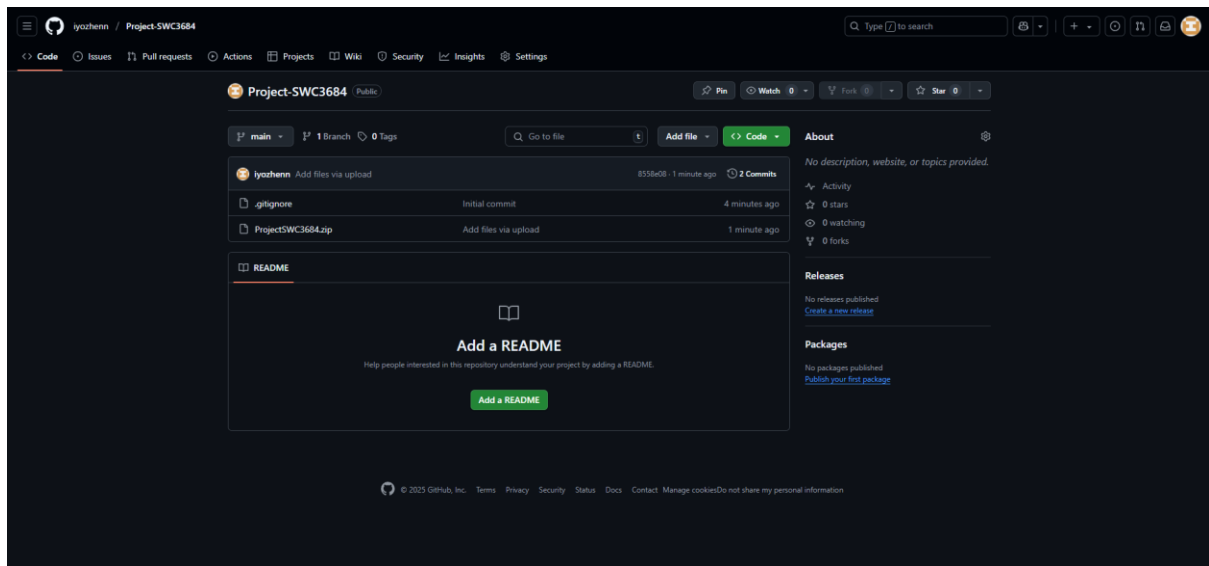 iyozhenn / Project-SWC3684
Type / to search
Code Issues Pull requests Actions Projects Wiki Security Insights Settings
Project-SWC3684 Public
Pin Watch 0 Fork 0 Star 0
main 1 Branch 0 Tags Go to file t Add file Code
iyozhenn Add files via upload 8558e08 · 1 minute ago 2 Commits
.gitignore Initial commit 4 minutes ago
ProjectSWC3684.zip Add files via upload 1 minute ago
README
Add a README
Help people interested in this repository understand your project by adding a README.
Add a README
About
No description, website, or topics provided.
Activity
0 stars
0 watching
0 forks
Releases
No releases published
Create a new release
Packages
No packages published
Publish your first package
© 2025 GitHub, Inc. Terms Privacy Security Status Docs Contact Manage cookies Do not share my personal information